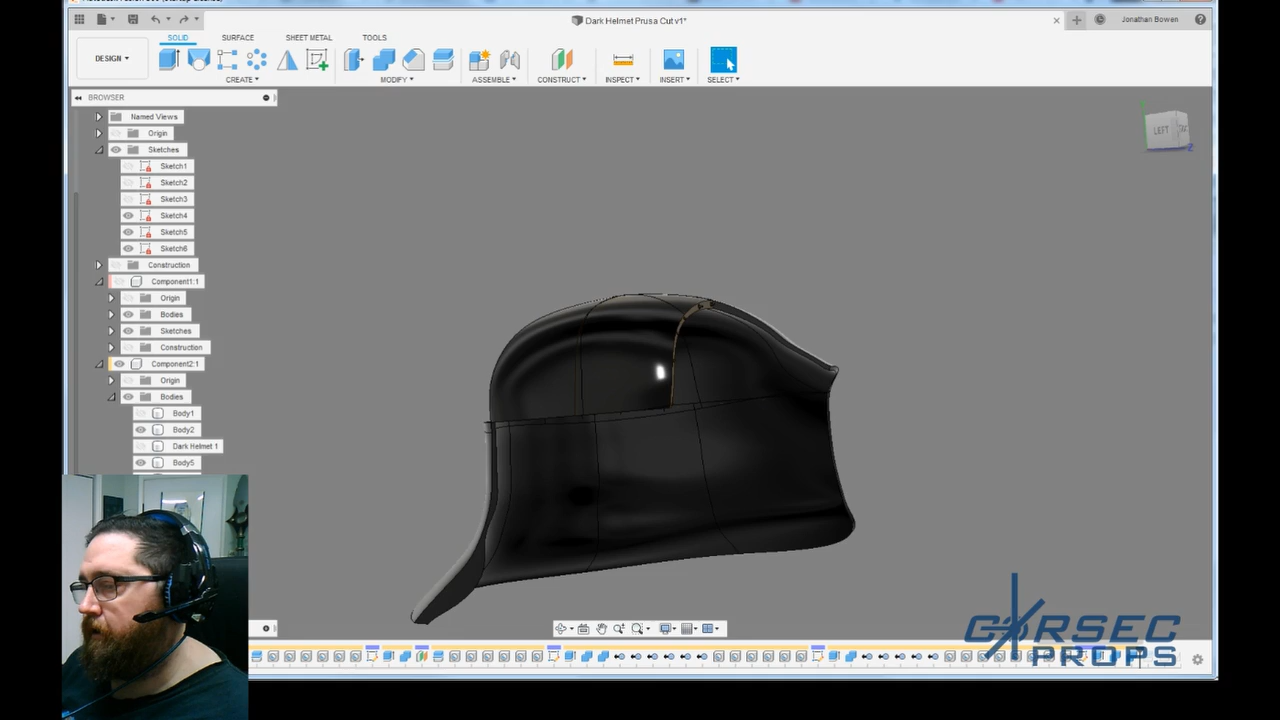 Dark Helmet Prusa Cut v1*
Jonathan Bowen
SOLID SURFACE SHEET METAL TOOLS
DESIGN
CREATE MODIFY ASSEMBLE CONSTRUCT INSPECT INSERT SELECT
BROWSER
Named Views
Origin
Sketches
Sketch1
Sketch2
Sketch3
Sketch4
Sketch5
Sketch6
Construction
Component1:1
Origin
Bodies
Sketches
Construction
Component2:1
Origin
Bodies
Body1
Body2
Dark Helmet 1
Body5
LEFT
CORSEC
PROPS